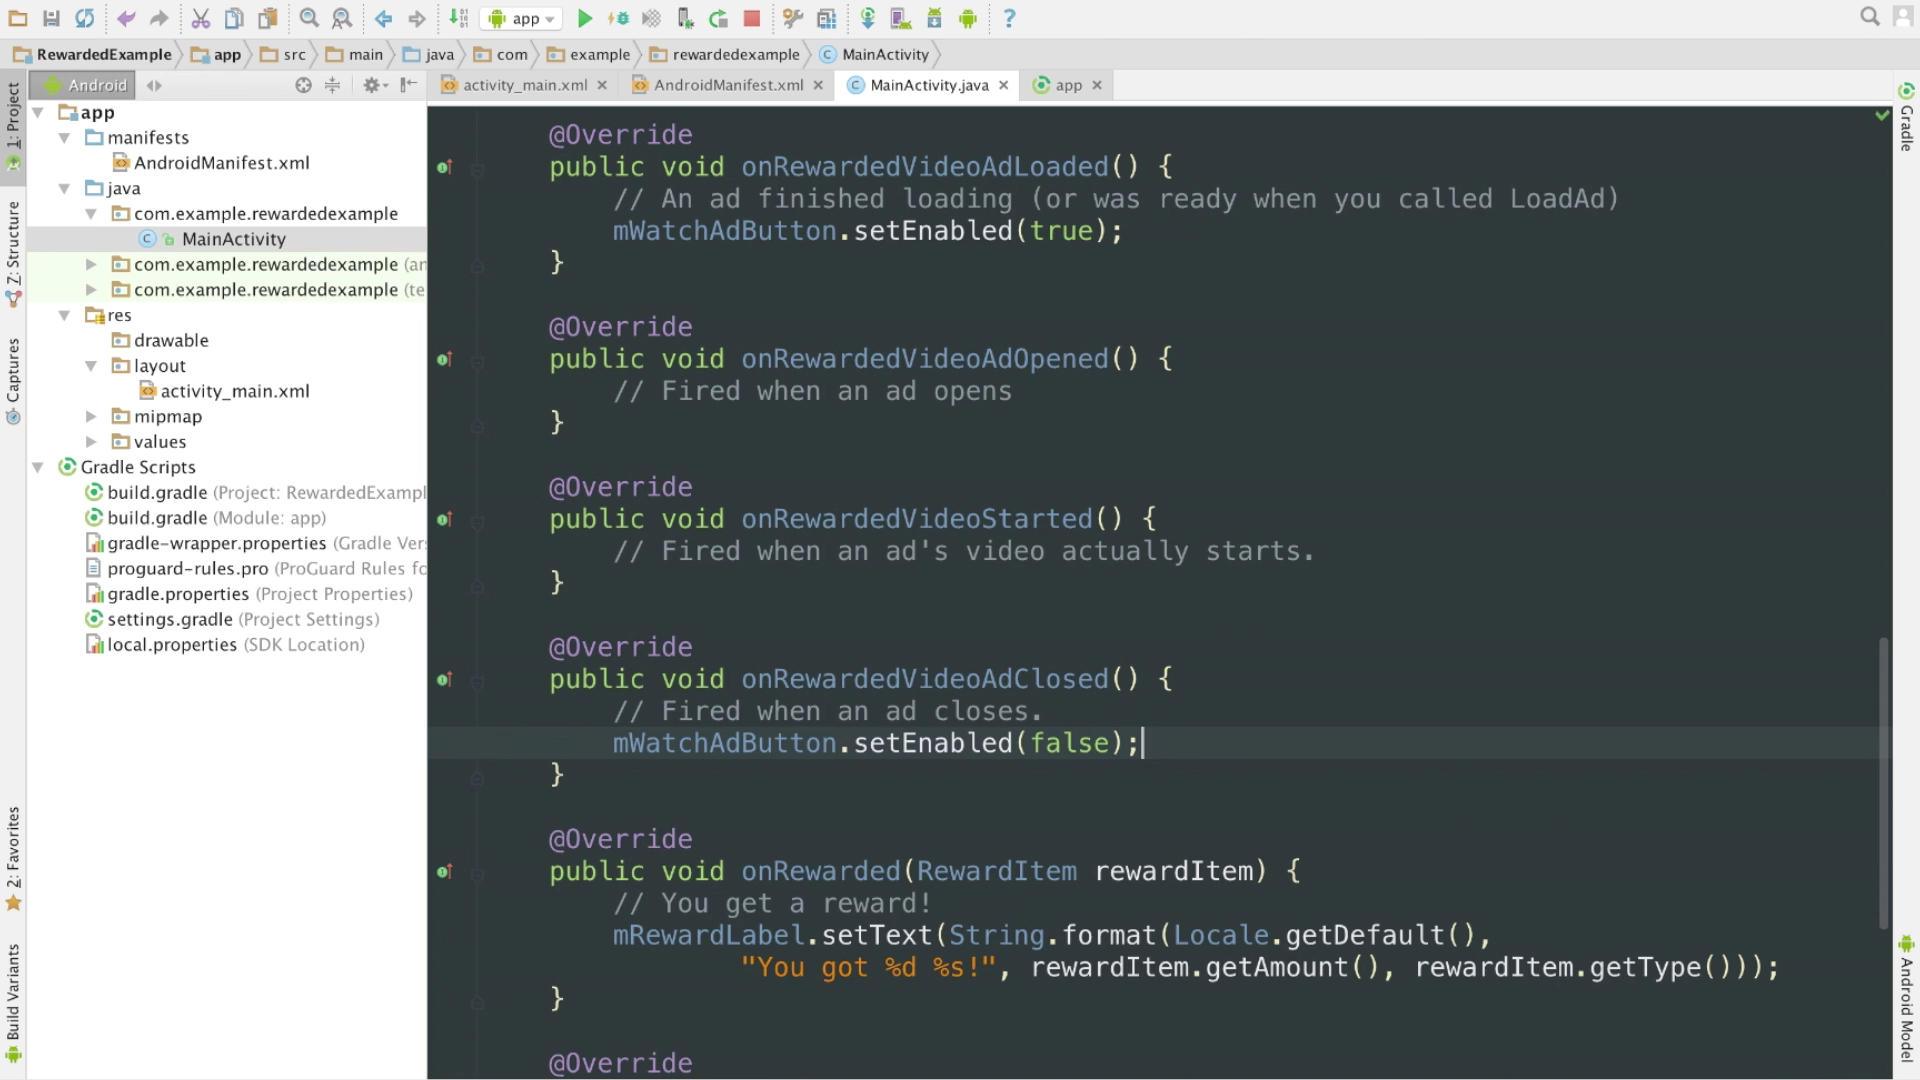 app
RewardedExample app src main java com example rewardedexample MainActivity
Android
activity_main.xml AndroidManifest.xml MainActivity.java app
1: Project
Z: Structure
Captures
2: Favorites
Build Variants
app
manifests
AndroidManifest.xml
java
com.example.rewardedexample
MainActivity
com.example.rewardedexample (an
com.example.rewardedexample (te
res
drawable
layout
activity_main.xml
mipmap
values
Gradle Scripts
build.gradle (Project: RewardedExampl
build.gradle (Module: app)
gradle-wrapper.properties (Gradle Ver
proguard-rules.pro (ProGuard Rules fo
gradle.properties (Project Properties)
settings.gradle (Project Settings)
local.properties (SDK Location)
@Override
public void onRewardedVideoAdLoaded() {
// An ad finished loading (or was ready when you called LoadAd)
mWatchAdButton.setEnabled(true);
}
@Override
public void onRewardedVideoAdOpened() {
// Fired when an ad opens
}
@Override
public void onRewardedVideoStarted() {
// Fired when an ad's video actually starts.
}
@Override
public void onRewardedVideoAdClosed() {
// Fired when an ad closes.
mWatchAdButton.setEnabled(false);
}
@Override
public void onRewarded(RewardItem rewardItem) {
// You get a reward!
mRewardLabel.setText(String.format(Locale.getDefault(),
"You got %d %s!", rewardItem.getAmount(), rewardItem.getType()));
}
@Override
Gradle
Android Model